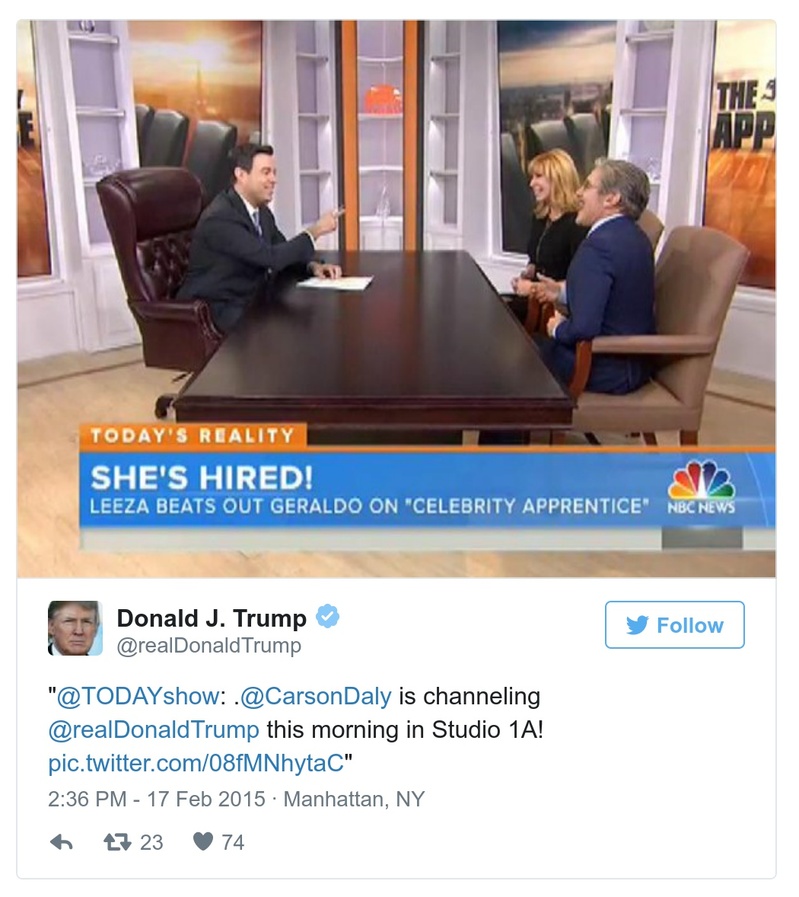 THE
APP
TODAY'S REALITY
SHE'S HIRED!
LEEZA BEATS OUT GERALDO ON "CELEBRITY APPRENTICE"
NBC NEWS
Donald J. Trump
@realDonaldTrump
Follow
"@TODAYshow: .@CarsonDaly is channeling
@realDonaldTrump this morning in Studio 1A!
pic.twitter.com/08fMNhytaC"
2:36 PM - 17 Feb 2015 · Manhattan, NY
23 74